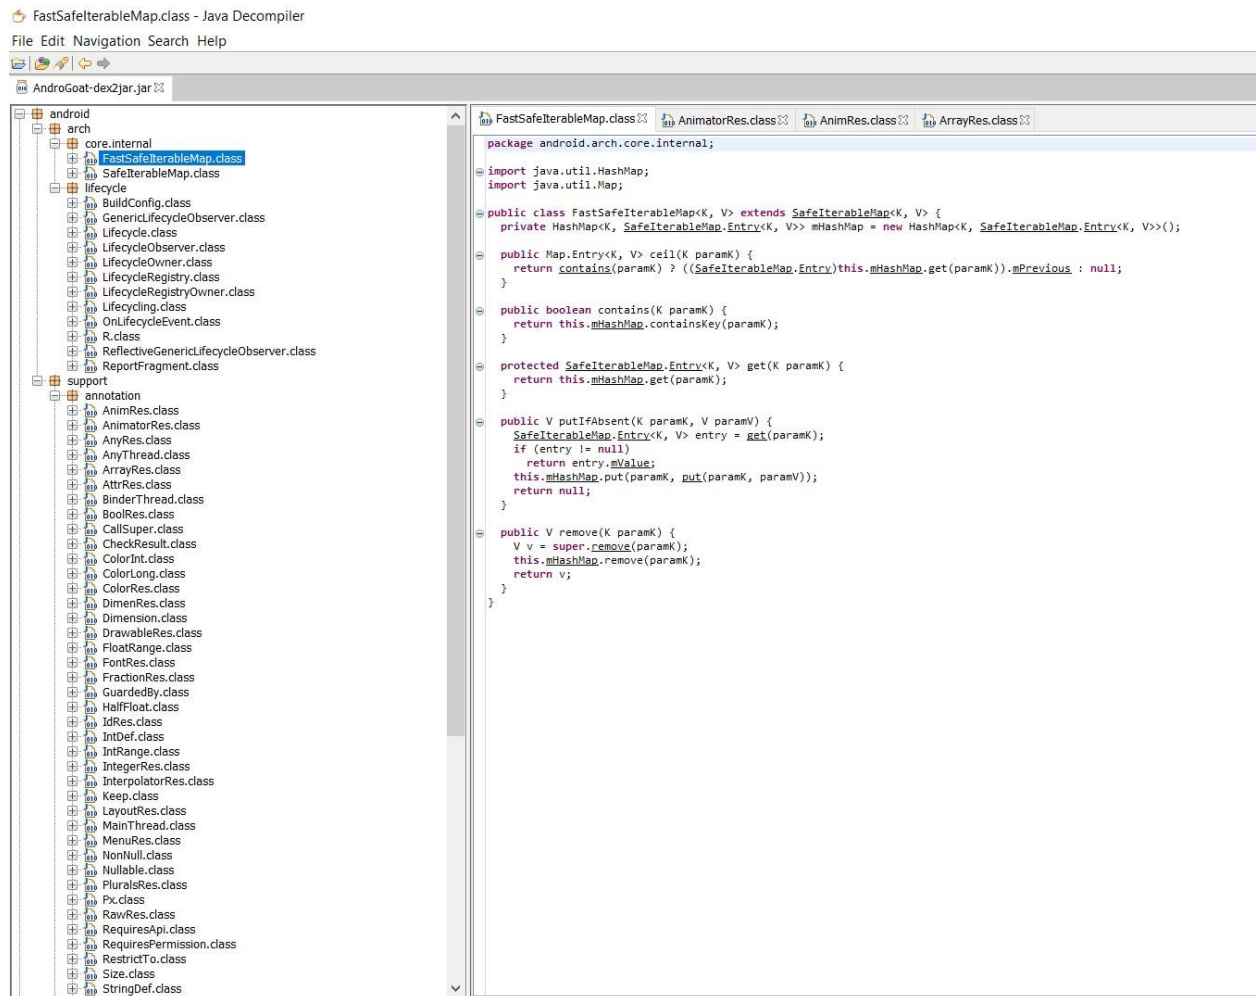 FastSafeIterableMap.class - Java Decompiler
File Edit Navigation Search Help
AndroGoat-dex2jar.jar
android
arch
core.internal
FastSafeIterableMap.class
SafeIterableMap.class
lifecycle
BuildConfig.class
GenericLifecycleObserver.class
Lifecycle.class
LifecycleObserver.class
LifecycleOwner.class
LifecycleRegistry.class
LifecycleRegistryOwner.class
Lifecycling.class
OnLifecycleEvent.class
R.class
ReflectiveGenericLifecycleObserver.class
ReportFragment.class
support
annotation
AnimRes.class
AnimatorRes.class
AnyRes.class
AnyThread.class
ArrayRes.class
AttrRes.class
BinderThread.class
BoolRes.class
CallSuper.class
CheckResult.class
ColorInt.class
ColorLong.class
ColorRes.class
DimenRes.class
Dimension.class
DrawableRes.class
FloatRange.class
FontRes.class
FractionRes.class
GuardedBy.class
HalfFloat.class
IdRes.class
IntDef.class
IntRange.class
IntegerRes.class
InterpolatorRes.class
Keep.class
LayoutRes.class
MainThread.class
MenuRes.class
NonNull.class
Nullable.class
PluralsRes.class
Px.class
RawRes.class
RequiresApi.class
RequiresPermission.class
RestrictTo.class
Size.class
StringDef.class
FastSafeIterableMap.class AnimatorRes.class AnimRes.class ArrayRes.class
package android.arch.core.internal;
import java.util.HashMap;
import java.util.Map;
public class FastSafeIterableMap<K, V> extends SafeIterableMap<K, V> {
private HashMap<K, SafeIterableMap.Entry<K, V>> mHashMap = new HashMap<K, SafeIterableMap.Entry<K, V>>();
public Map.Entry<K, V> ceil(K paramK) {
return contains(paramK) ? ((SafeIterableMap.Entry)this.mHashMap.get(paramK)).mPrevious : null;
}
public boolean contains(K paramK) {
return this.mHashMap.containsKey(paramK);
}
protected SafeIterableMap.Entry<K, V> get(K paramK) {
return this.mHashMap.get(paramK);
}
public V putIfAbsent(K paramK, V paramV) {
SafeIterableMap.Entry<K, V> entry = get(paramK);
if (entry != null)
return entry.mValue;
this.mHashMap.put(paramK, put(paramK, paramV));
return null;
}
public V remove(K paramK) {
V v = super.remove(paramK);
this.mHashMap.remove(paramK);
return v;
}
}